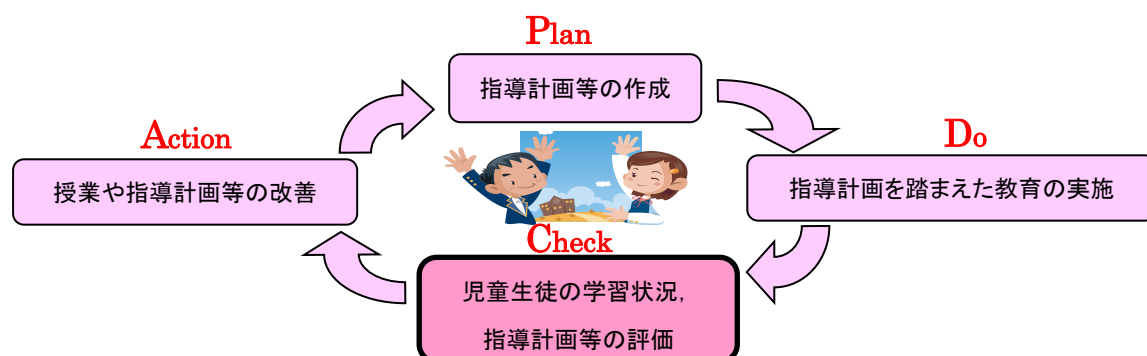 Plan
指導計画等の作成
Action
Do
授業や指導計画等の改善
指導計画を踏まえた教育の実施
Check
児童生徒の学習状況,
指導計画等の評価